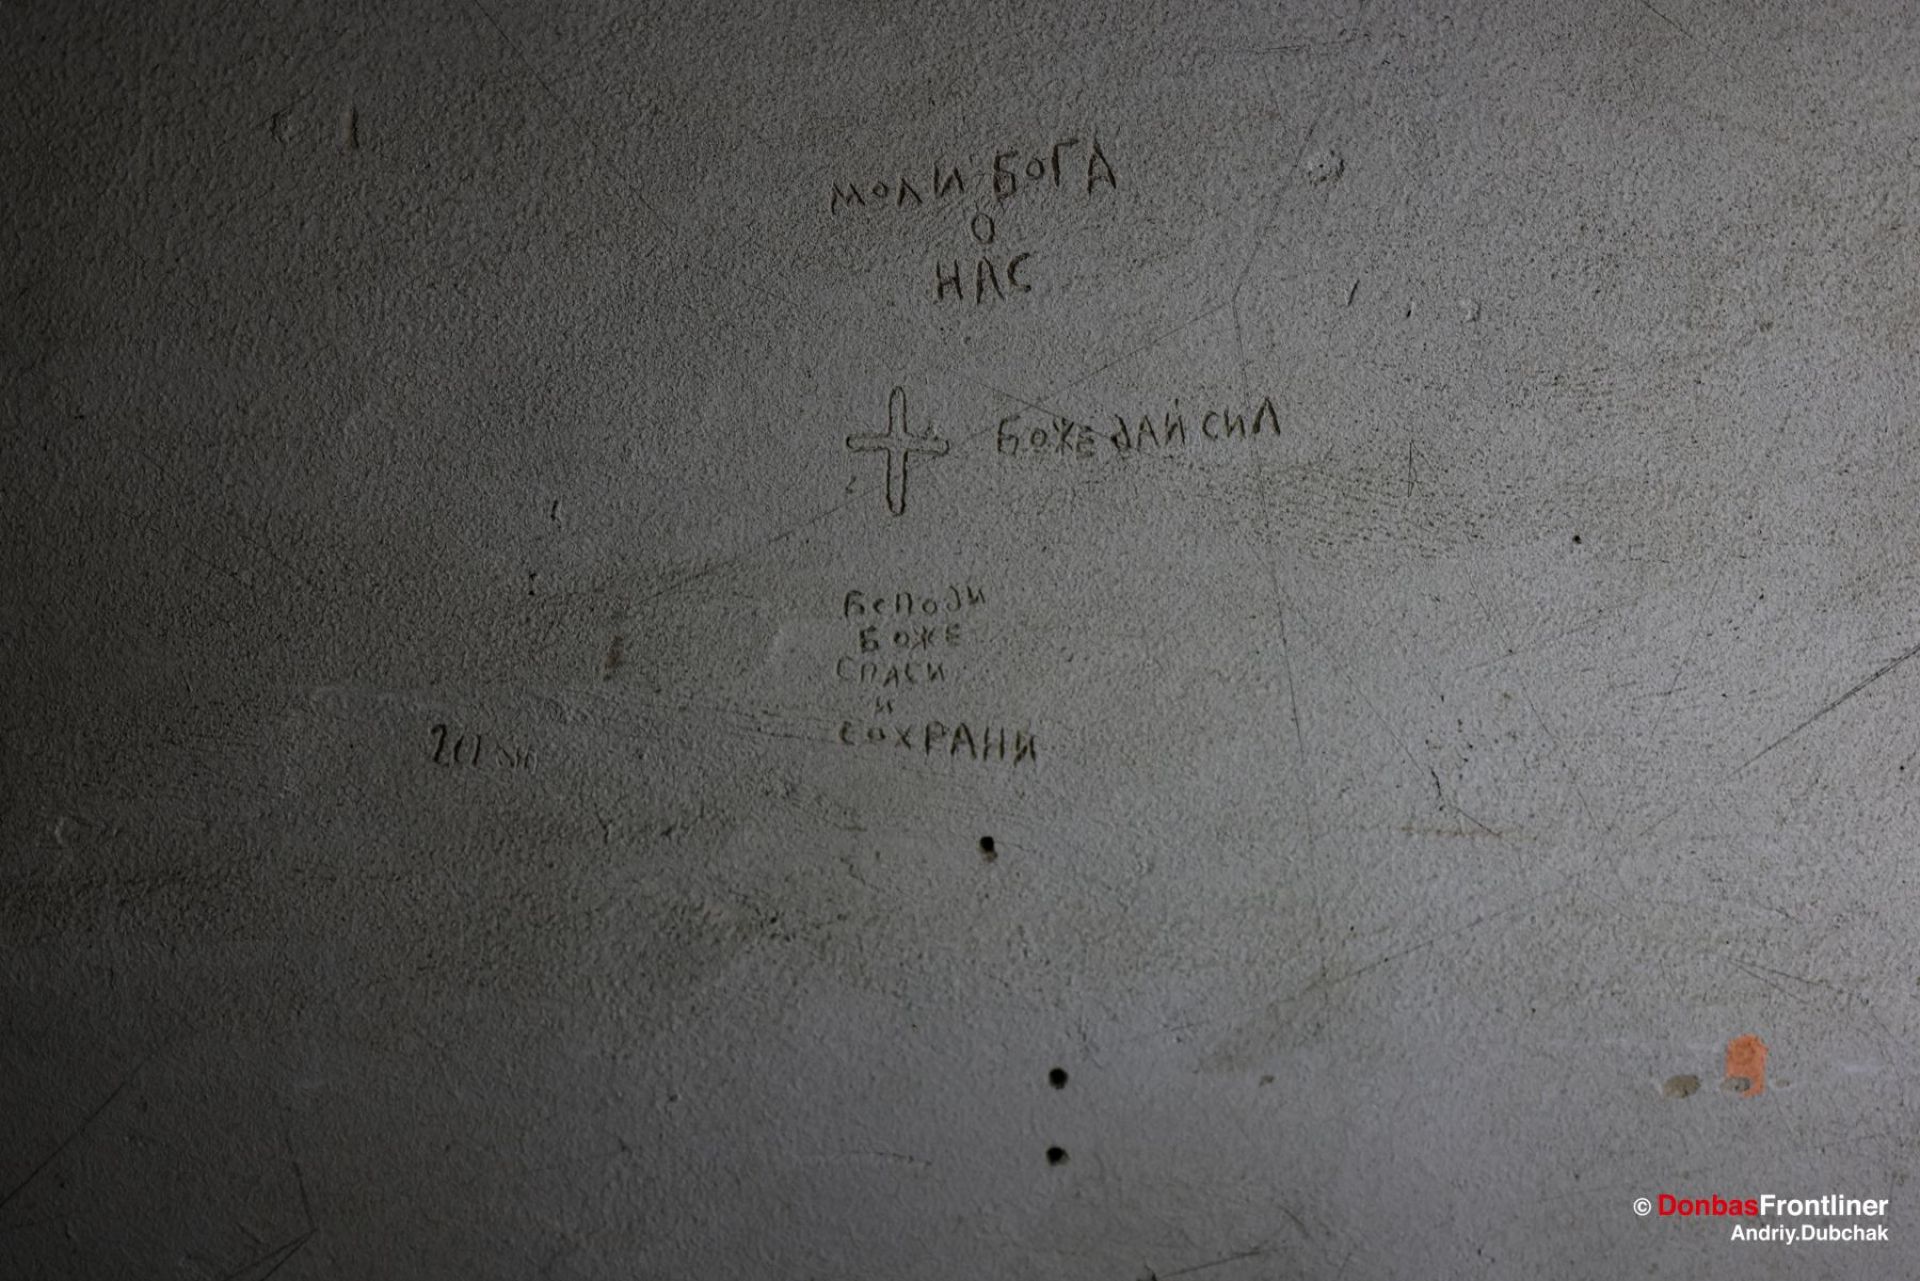 МОЛИ БОГА
О
НАС
БОЖЕ ДАЙ СИЛ
БОЖЕ
СПАСИ
И
СОХРАНИ
© DonbasFrontliner
Andriy.Dubchak